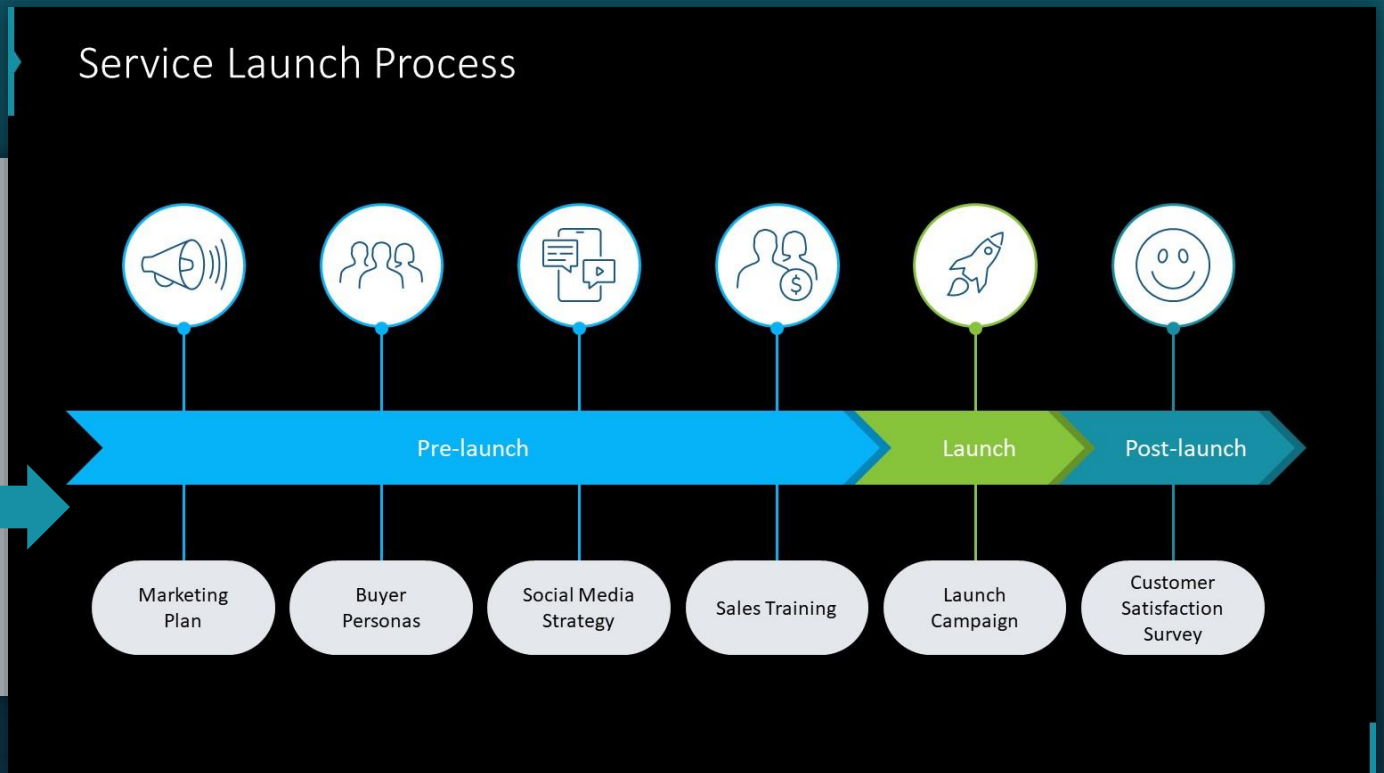 Service Launch Process
$
Pre-launch
Launch
Post-launch
Marketing
Plan
Buyer
Personas
Social Media
Strategy
Sales Training
Launch
Campaign
Customer
Satisfaction
Survey